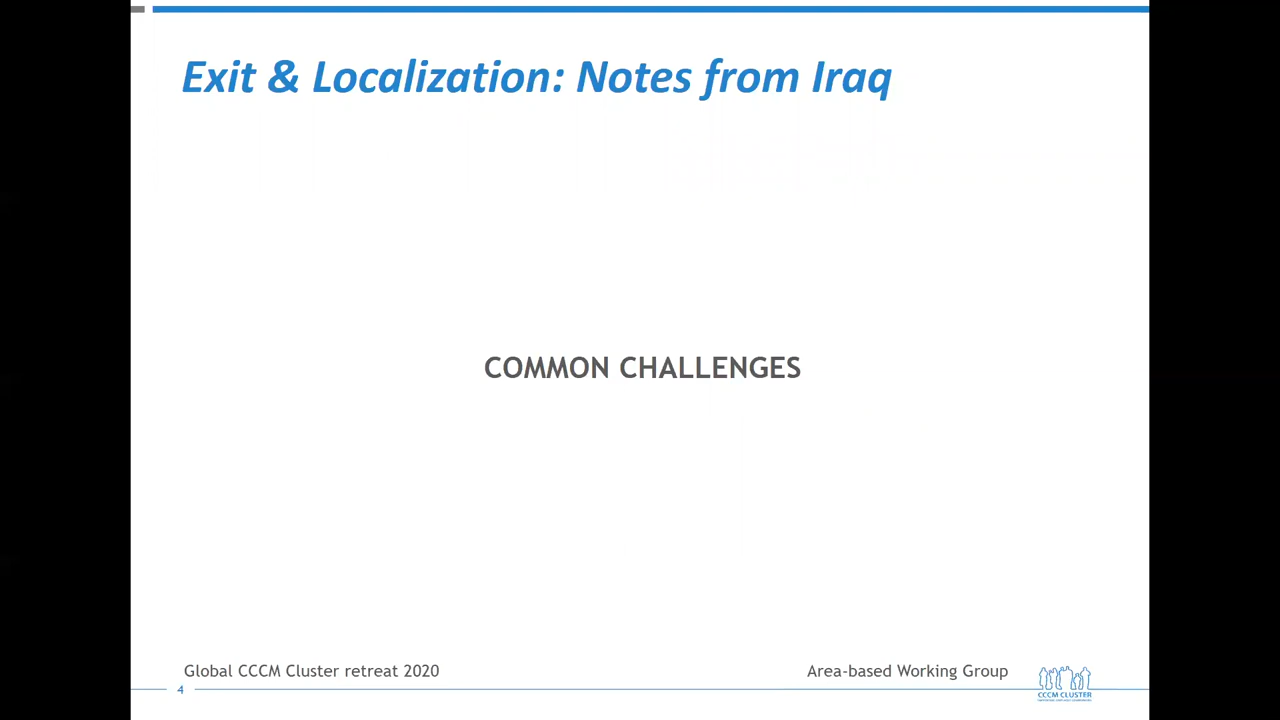 Exit & Localization: Notes from Iraq
COMMON CHALLENGES
Global CCCM Cluster retreat 2020
Area-based Working Group
4
CCCM CLUSTER